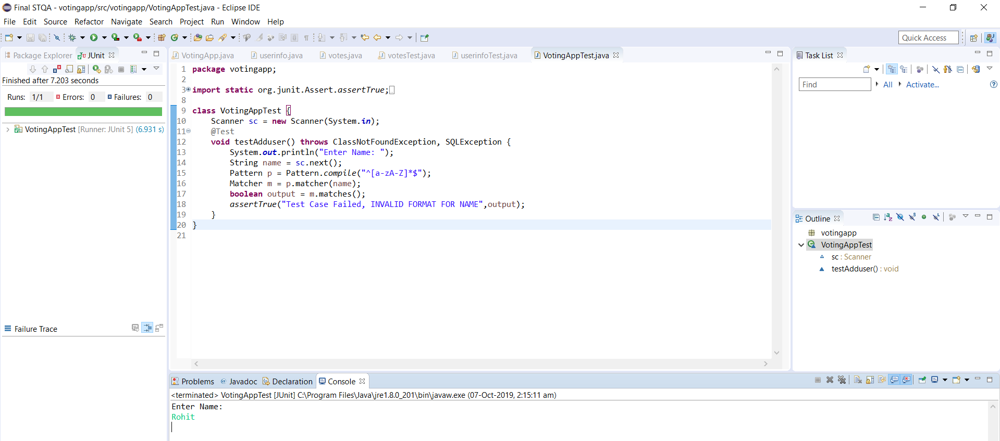 Final STQA - votingapp/src/votingapp/VotingAppTest.java - Eclipse IDE
File Edit Source Refactor Navigate Search Project Run Window Help
Quick Access
Package Explorer JUnit
Finished after 7.203 seconds
Runs: 1/1 Errors: 0 Failures: 0
VotingAppTest [Runner: JUnit 5] (6.931 s)
Failure Trace
VotingApp.java userinfo.java votes.java votesTest.java userinfoTest.java VotingAppTest.java
1 package votingapp;
2
3 import static org.junit.Assert.assertTrue;
8
9 class VotingAppTest {
10 Scanner sc = new Scanner(System.in);
11 @Test
12 void testAdduser() throws ClassNotFoundException, SQLException {
13 System.out.println("Enter Name: ");
14 String name = sc.next();
15 Pattern p = Pattern.compile("^[a-zA-Z]*$");
16 Matcher m = p.matcher(name);
17 boolean output = m.matches();
18 assertTrue("Test Case Failed, INVALID FORMAT FOR NAME",output);
19 }
20 }
21
Task List
Find All Activate...
Outline
votingapp
VotingAppTest
sc : Scanner
testAdduser() : void
Problems @ Javadoc Declaration Console
<terminated> VotingAppTest [JUnit] C:\Program Files\Java\jre1.8.0_201\bin\javaw.exe (07-Oct-2019, 2:15:11 am)
Enter Name:
Rohit